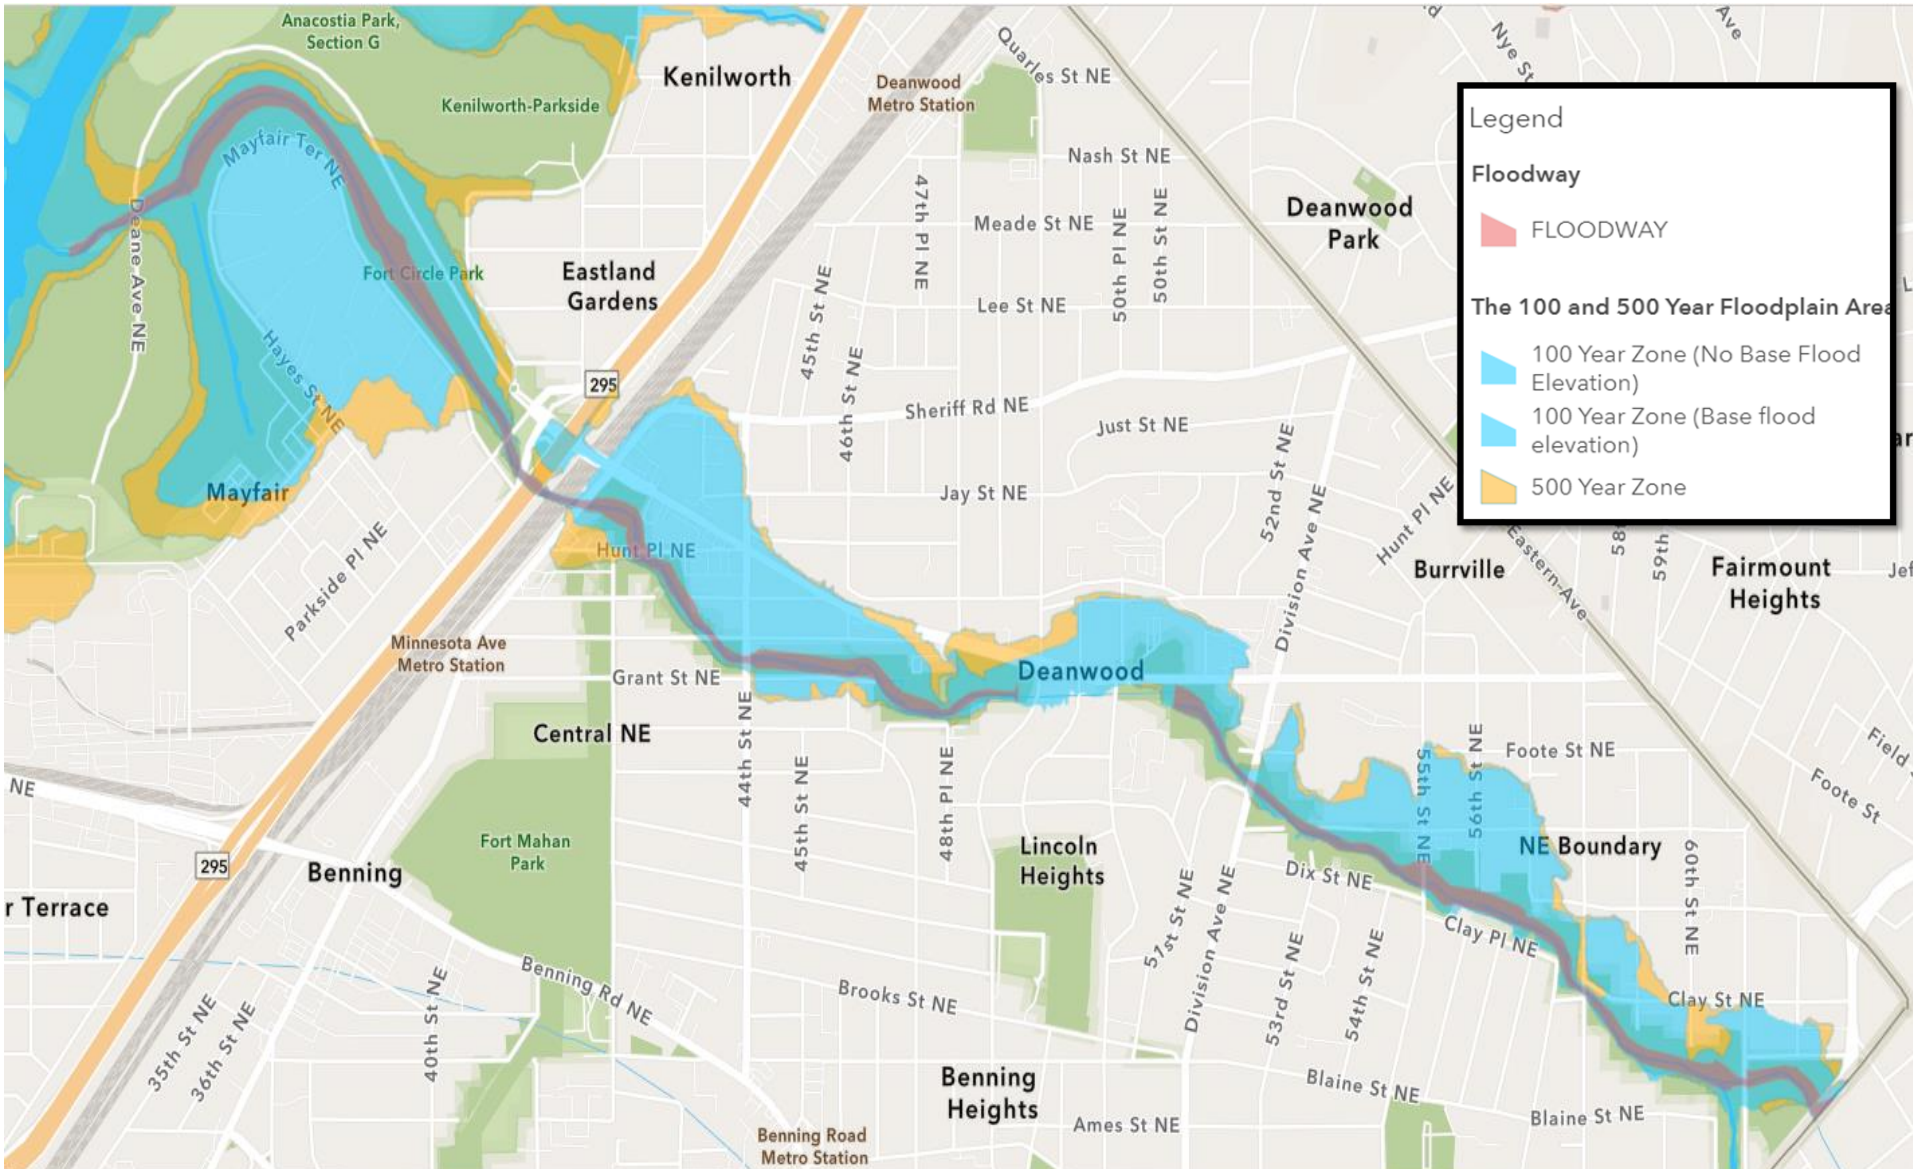 Anacostia Park,
Section G
Kenilworth
Deanwood
Metro Station
Quarles St NE
Nye St
Ave
Kenilworth-Parkside
Mayfair Ter NE
Nash St NE
47th Pl NE
Meade St NE
50th Pl NE
50th St NE
Deanwood
Park
Deane Ave NE
Fort Circle Park
Eastland
Gardens
45th St NE
Lee St NE
46th St NE
Hayes St NE
295
Sheriff Rd NE
Just St NE
52nd St NE
Legend
Floodway
FLOODWAY
The 100 and 500 Year Floodplain Area
100 Year Zone (No Base Flood
Elevation)
100 Year Zone (Base flood
elevation)
500 Year Zone
Mayfair
Jay St NE
Division Ave NE
Hunt Pl NE
Eastern-Ave
58th
59th
Parkside Pl NE
Hunt Pl NE
Burrville
Fairmount
Heights
Jef
Minnesota Ave
Metro Station
Grant St NE
Deanwood
Central NE
44th St NE
45th St NE
48th Pl NE
55th St NE
56th St NE
Foote St NE
Field
Foote St
NE
Fort Mahan
Park
295
Benning
Lincoln
Heights
Dix St NE
NE Boundary
60th St NE
r Terrace
51st St NE
Division Ave NE
53rd St NE
54th St NE
Clay Pl NE
Benning Rd NE
Brooks St NE
Clay St NE
35th St NE
36th St NE
40th St NE
Benning
Heights
Blaine St NE
Blaine St NE
Ames St NE
Benning Road
Metro Station